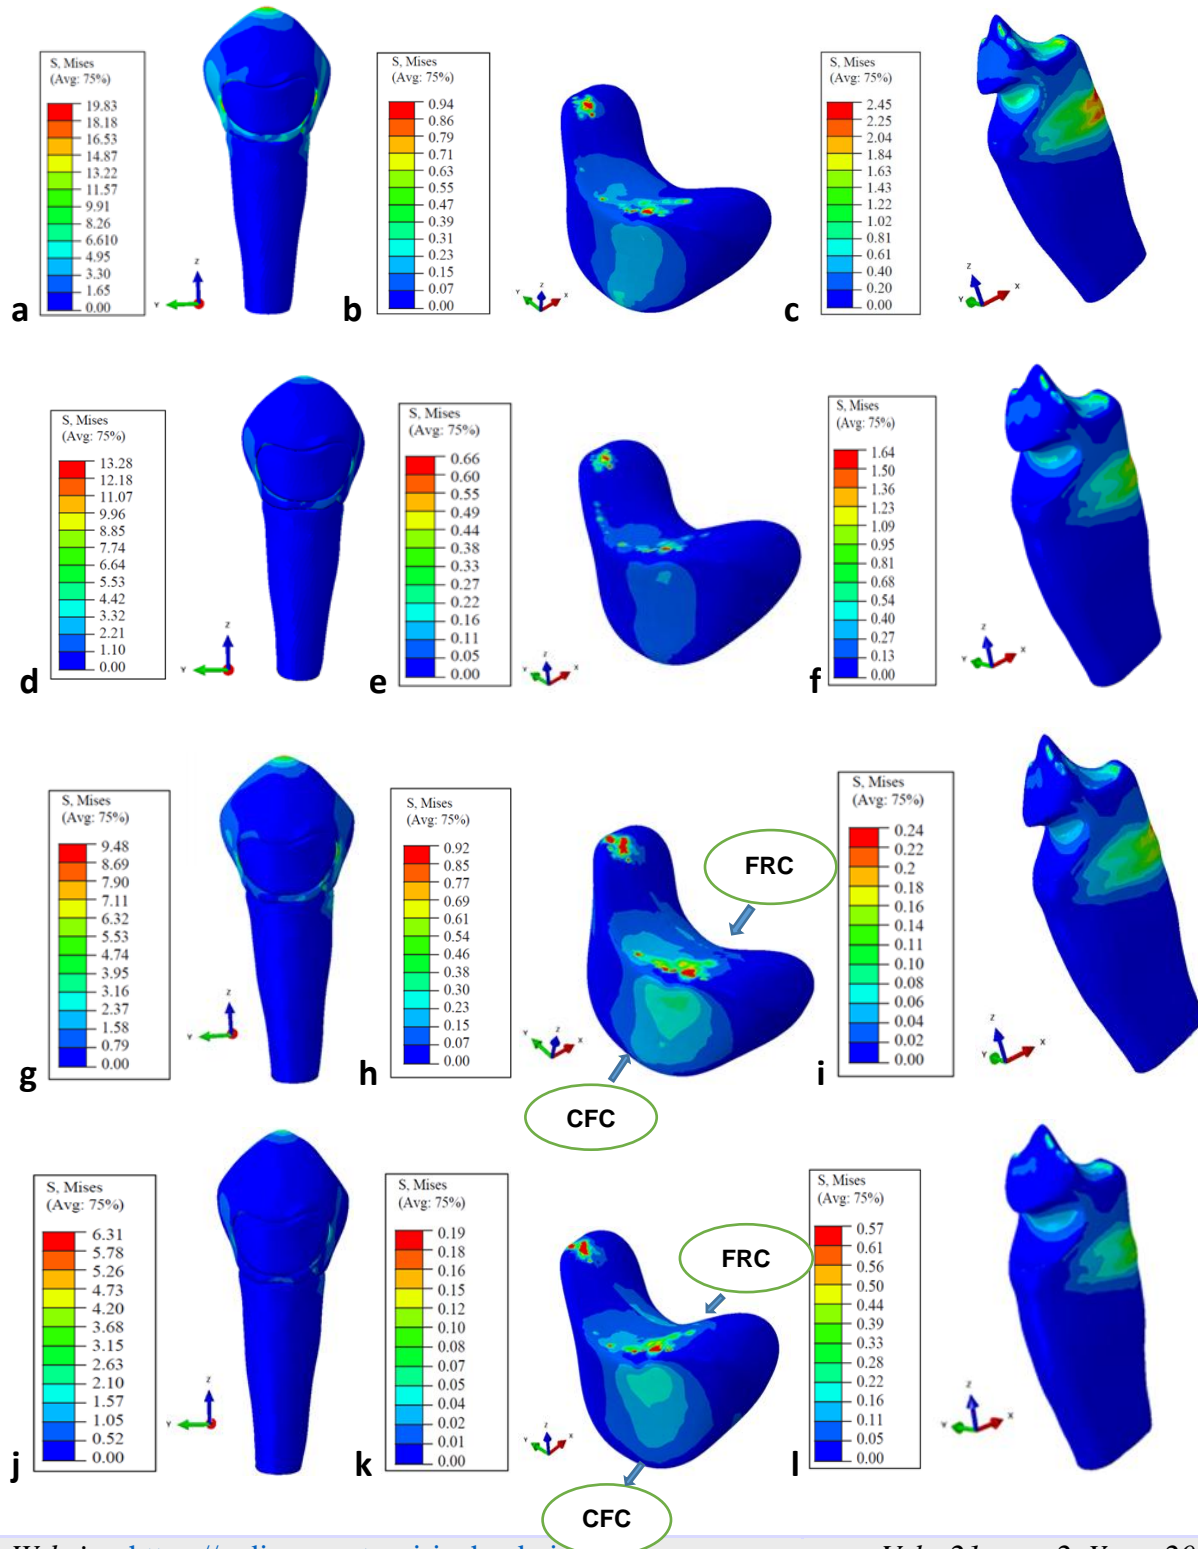 S, Mises
(Avg: 75%)
19.83
18.18
16.53
14.87
13.22
11.57
9.91
8.26
6.610
4.95
3.30
1.65
0.00
Z
Y
a
S, Mises
(Avg: 75%)
0.94
0.86
0.79
0.71
0.63
0.55
0.47
0.39
0.31
0.23
0.15
0.07
0.00
Y
Z
X
b
S, Mises
(Avg: 75%)
2.45
2.25
2.04
1.84
1.63
1.43
1.22
1.02
0.81
0.61
0.40
0.20
0.00
Z
X
c
S, Mises
(Avg: 75%)
13.28
12.18
11.07
9.96
8.85
7.74
6.64
5.53
4.42
3.32
2.21
1.10
0.00
Z
Y
d
S, Mises
(Avg: 75%)
0.66
0.60
0.55
0.49
0.44
0.38
0.33
0.27
0.22
0.16
0.11
0.05
0.00
Y
Z
X
e
S, Mises
(Avg: 75%)
1.64
1.50
1.36
1.23
1.09
0.95
0.81
0.68
0.54
0.40
0.27
0.13
0.00
Z
X
f
S, Mises
(Avg: 75%)
9.48
8.69
7.90
7.11
6.32
5.53
4.74
3.95
3.16
2.37
1.58
0.79
0.00
Z
Y
g
S, Mises
(Avg: 75%)
0.92
0.85
0.77
0.69
0.61
0.54
0.46
0.38
0.30
0.23
0.15
0.07
0.00
FRC
Y
Z
X
h
CFC
S, Mises
(Avg: 75%)
0.24
0.22
0.2
0.18
0.16
0.14
0.11
0.10
0.08
0.06
0.04
0.02
0.00
Z
X
i
S, Mises
(Avg: 75%)
6.31
5.78
5.26
4.73
4.20
3.68
3.15
2.63
2.10
1.57
1.05
0.52
0.00
Z
Y
j
S, Mises
(Avg: 75%)
0.19
0.18
0.16
0.15
0.12
0.10
0.08
0.07
0.05
0.04
0.02
0.01
0.00
FRC
Y
Z
X
k
CFC
S, Mises
(Avg: 75%)
0.57
0.61
0.56
0.50
0.44
0.39
0.33
0.28
0.22
0.16
0.11
0.05
0.00
Z
X
Y
l